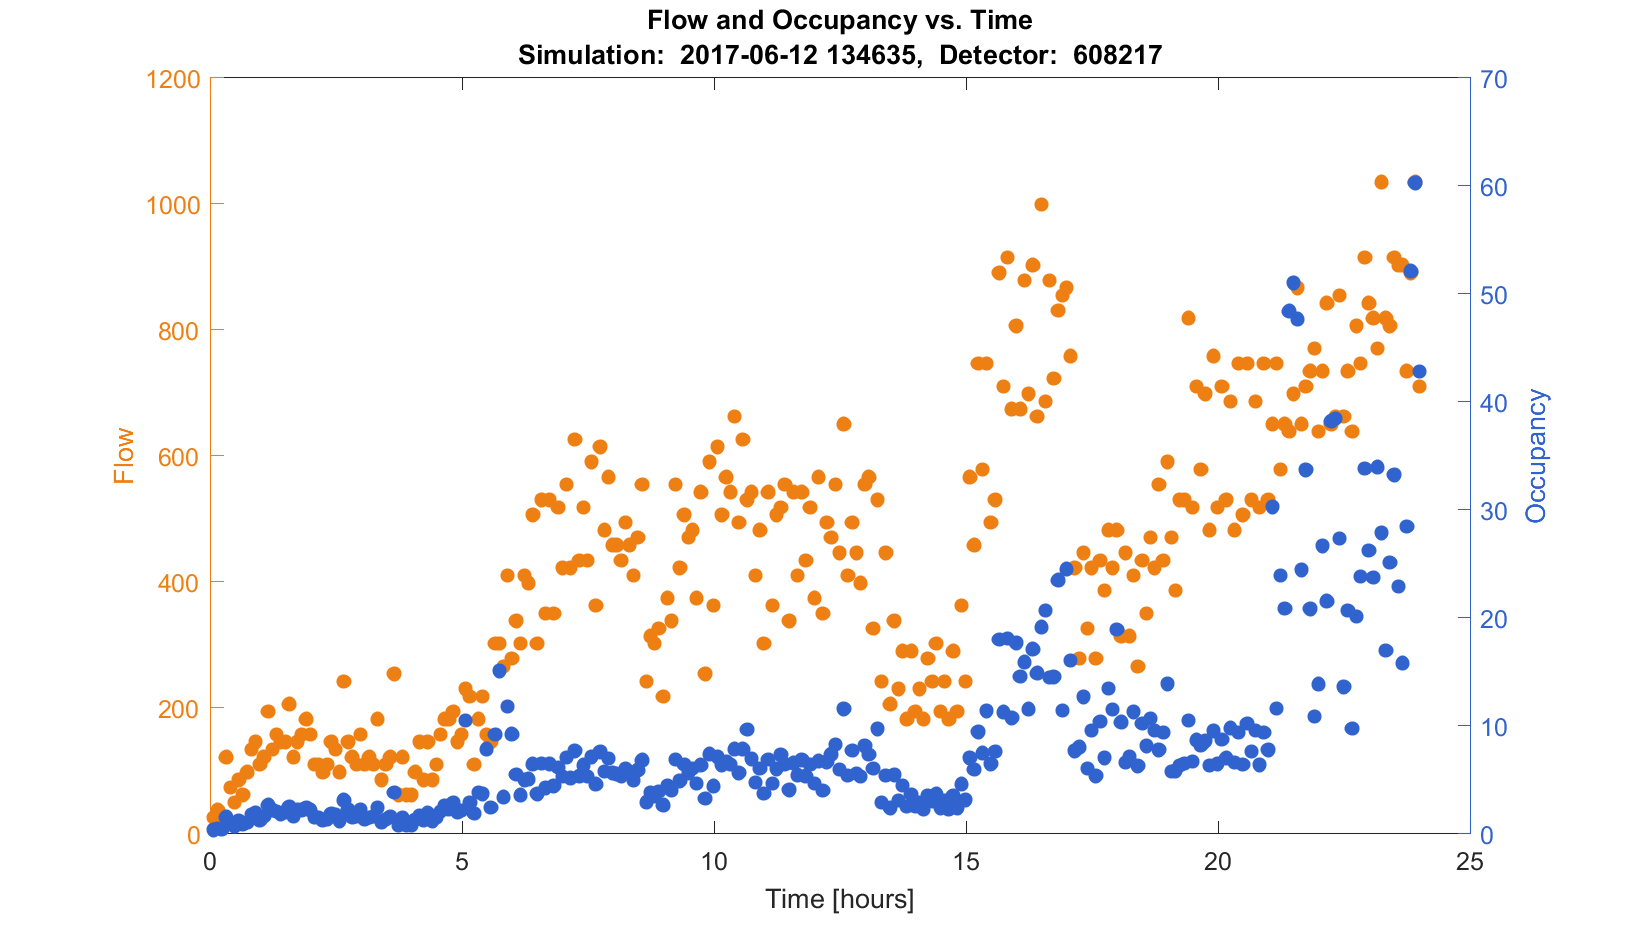 Flow and Occupancy vs. Time
Simulation:  2017-06-12 134635,  Detector:  608217
1200
1000
800
600
400
200
0
Flow
70
60
50
40
30
20
10
0
Occupancy
0 5 10 15 20 25
Time [hours]